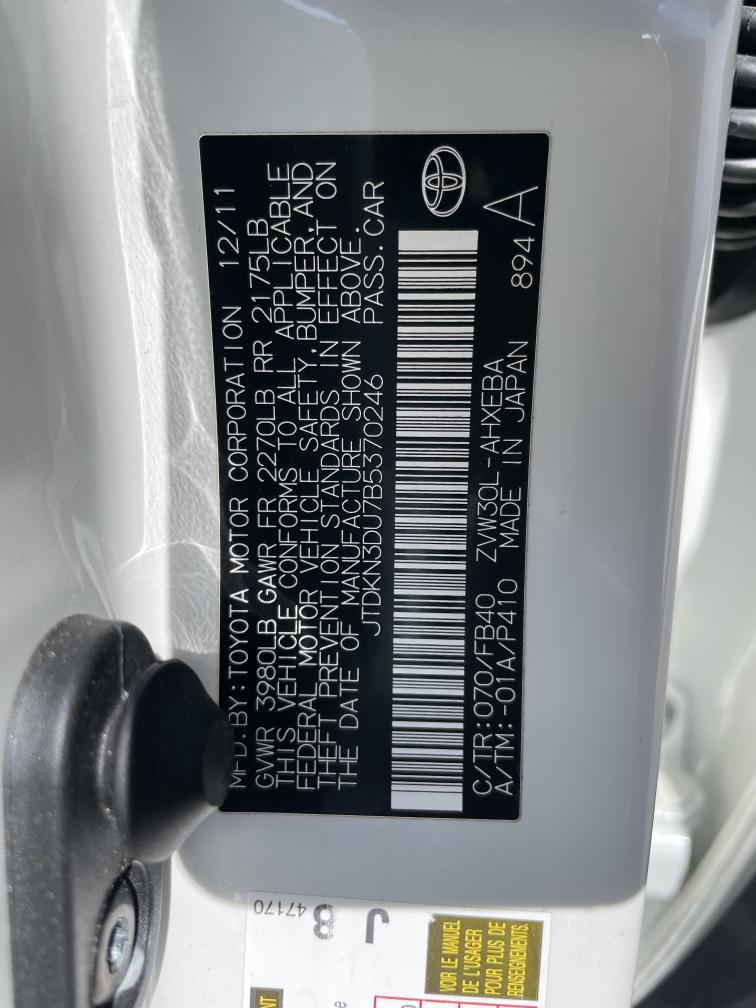 MFD. BY: TOYOTA MOTOR CORPORATION 12/11
GVWR 3980LB GAWR FR 2270LB RR 2175LB
THIS VEHICLE CONFORMS TO ALL APPLICABLE
FEDERAL MOTOR VEHICLE SAFETY, BUMPER, AND
THEFT PREVENTION STANDARDS IN EFFECT ON
THE DATE OF MANUFACTURE SHOWN ABOVE.
JTDKN3DU7B5370246 PASS. CAR
C/TR: 070/FB40 ZVW30L-AHXEBA 894 A
A/TM: -01A/P410 MADE IN JAPAN
VOIR LE MANUEL
DE L'USAGER
POUR PLUS DE
RENSEIGNEMENTS.
J
8
47170